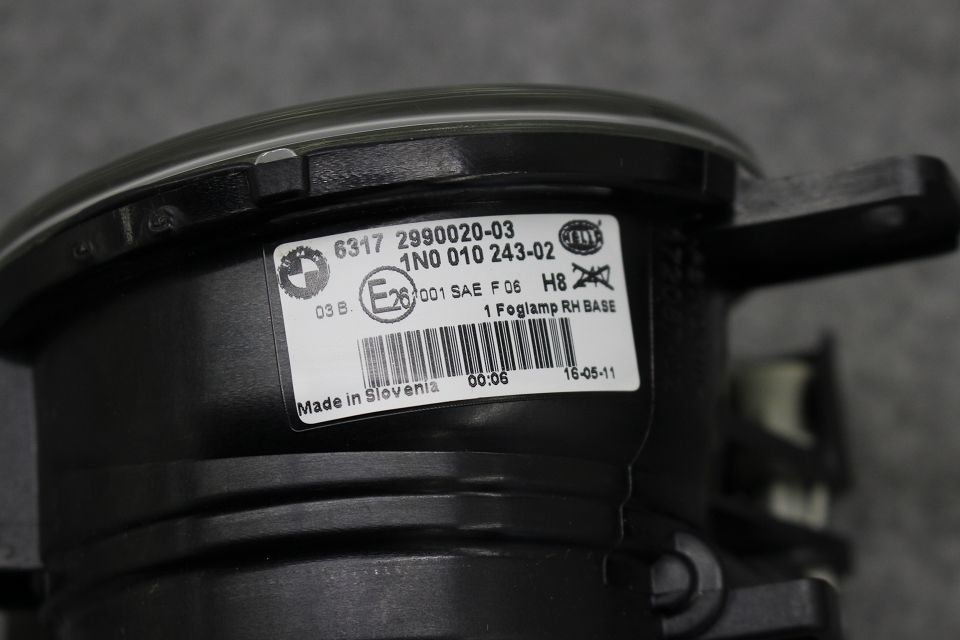 6317 2990020-03
1N0 010 243-02 HELLA
03 B. E26 001 SAE F 06 H8
1 Foglamp RH BASE
00:06 16-05-11
Made in Slovenia